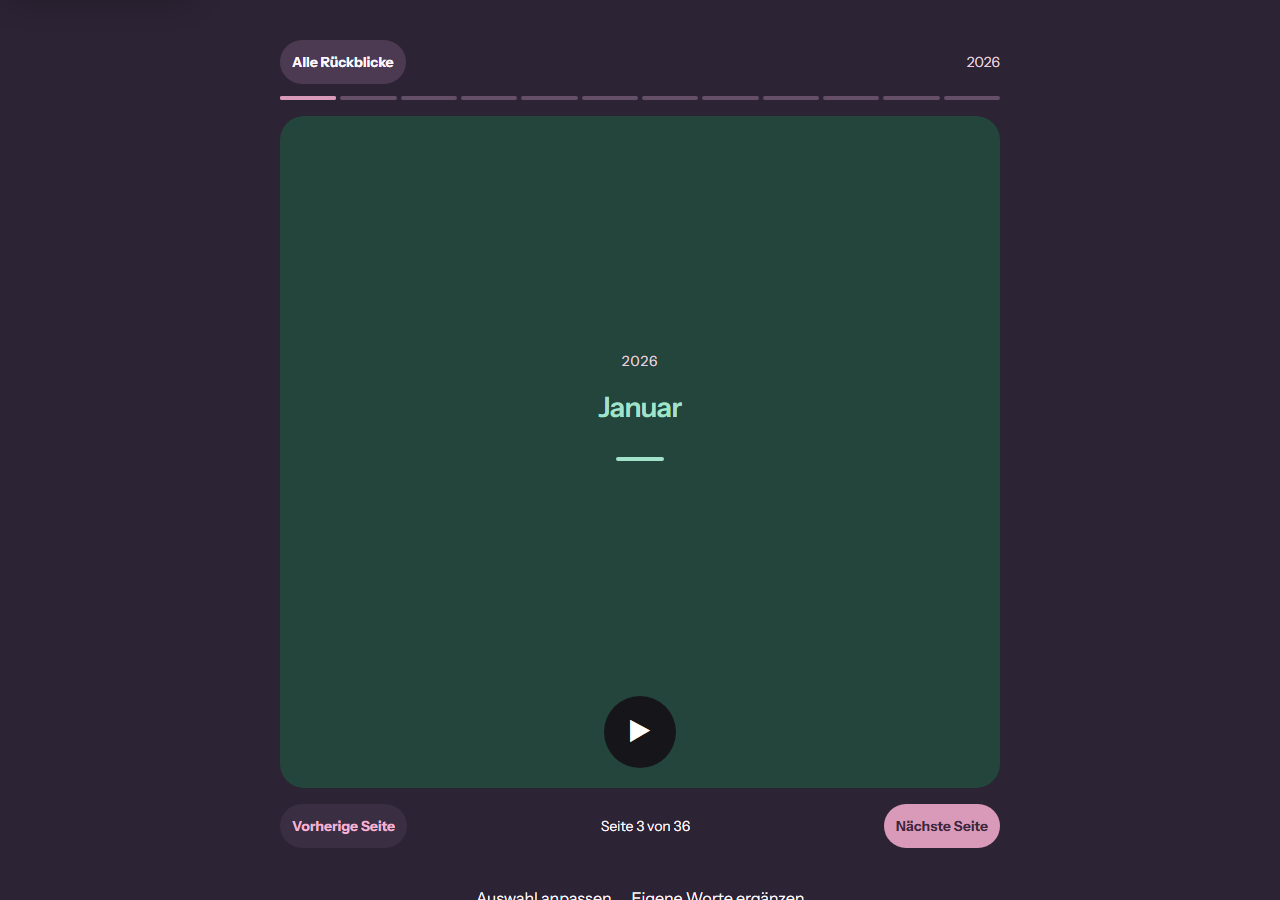 Alle Rückblicke
2026
2026
Januar
Vorherige Seite
Seite 3 von 36
Nächste Seite
Auswahl anpassen
Eigene Worte ergänzen